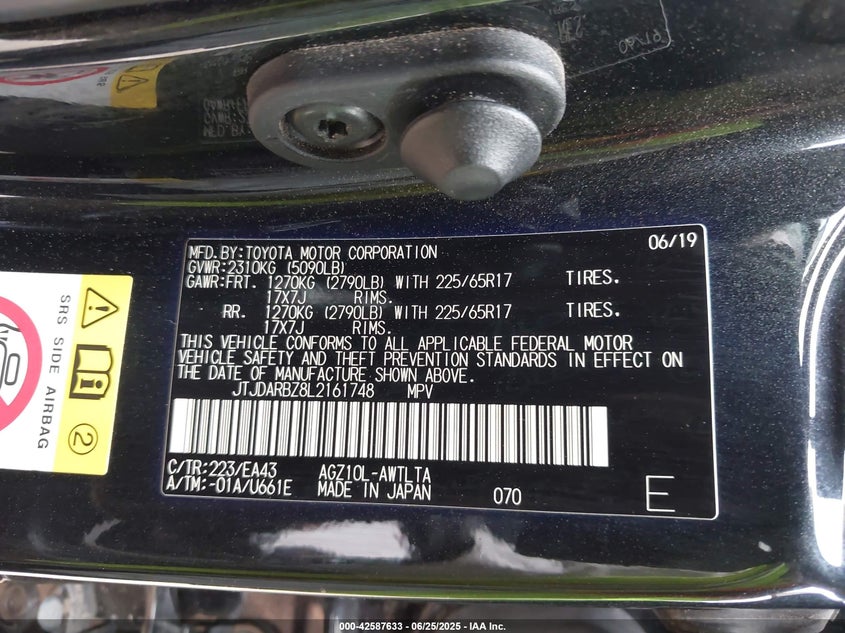 MFD.BY:TOYOTA MOTOR CORPORATION 06/19
GVWR:2310KG (5090LB)
GAWR:FRT. 1270KG (2790LB) WITH 225/65R17 TIRES.
17X7J RIMS.
RR. 1270KG (2790LB) WITH 225/65R17 TIRES.
17X7J RIMS.
THIS VEHICLE CONFORMS TO ALL APPLICABLE FEDERAL MOTOR
VEHICLE SAFETY AND THEFT PREVENTION STANDARDS IN EFFECT ON
THE DATE OF MANUFACTURE SHOWN ABOVE.
JTJDARBZ8L2161748 MPV
C/TR:223/EA43 AGZ10L-AWTLTA
A/TM:-01A/U661E MADE IN JAPAN 070 E
SRS SIDE AIRBAG
2
000-42587633 - 06/25/2025 - IAA Inc.